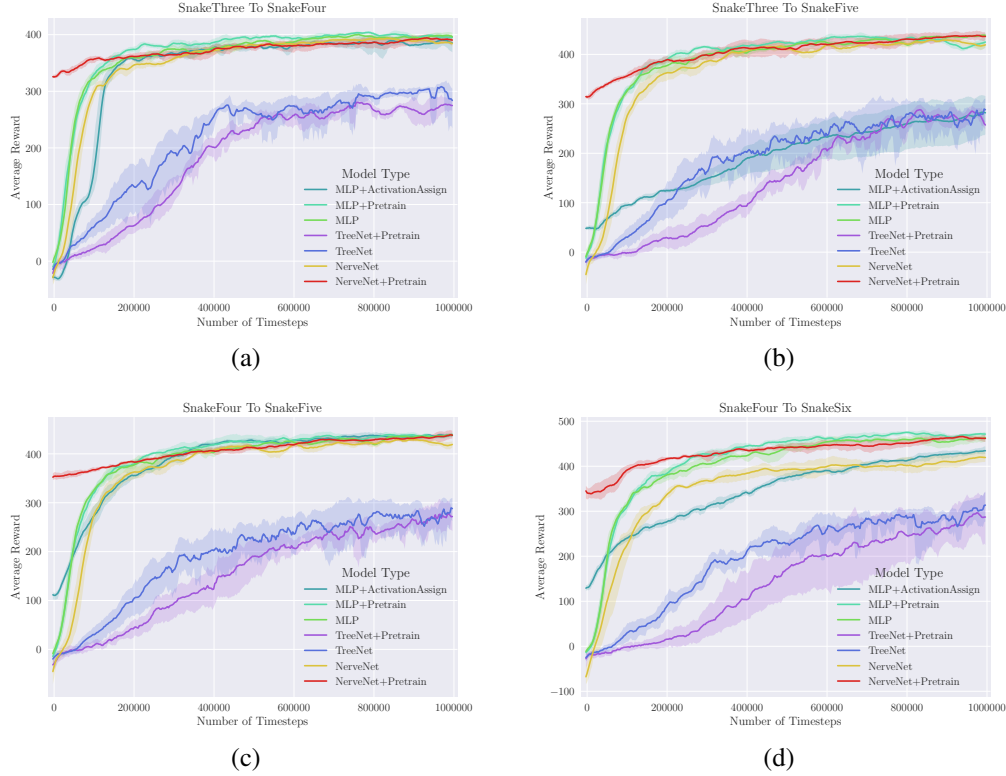 SnakeThree To SnakeFour
400
300
200
100
0
Average Reward
Model Type
MLP+ActivationAssign
MLP+Pretrain
MLP
TreeNet+Pretrain
TreeNet
NerveNet
NerveNet+Pretrain
0 200000 400000 600000 800000 1000000
Number of Timesteps
(a)
SnakeThree To SnakeFive
400
300
200
100
0
Average Reward
Model Type
MLP+ActivationAssign
MLP+Pretrain
MLP
TreeNet+Pretrain
TreeNet
NerveNet
NerveNet+Pretrain
0 200000 400000 600000 800000 1000000
Number of Timesteps
(b)
SnakeFour To SnakeFive
400
300
200
100
0
Average Reward
Model Type
MLP+ActivationAssign
MLP+Pretrain
MLP
TreeNet+Pretrain
TreeNet
NerveNet
NerveNet+Pretrain
0 200000 400000 600000 800000 1000000
Number of Timesteps
(c)
SnakeFour To SnakeSix
500
400
300
200
100
0
−100
Average Reward
Model Type
MLP+ActivationAssign
MLP+Pretrain
MLP
TreeNet+Pretrain
TreeNet
NerveNet
NerveNet+Pretrain
0 200000 400000 600000 800000 1000000
Number of Timesteps
(d)